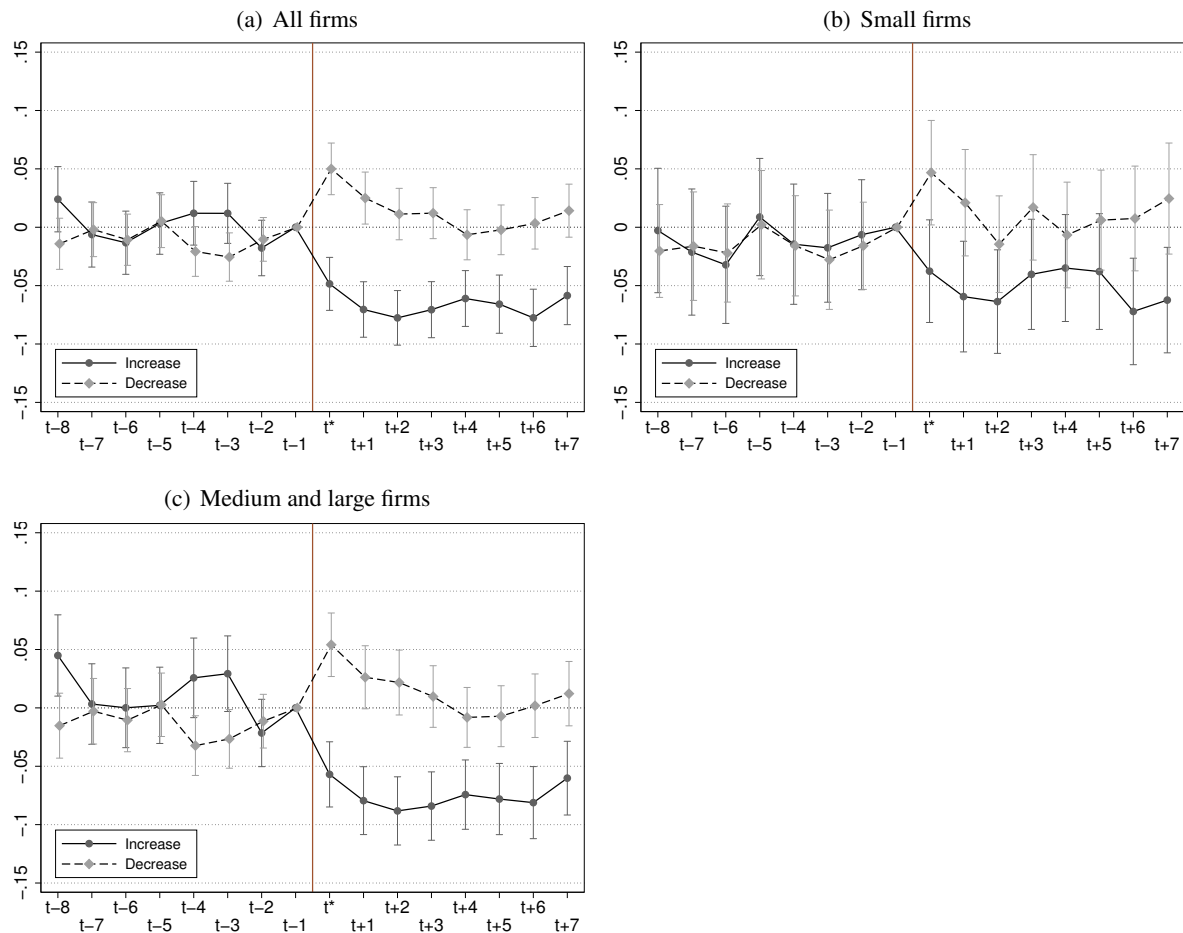 (a) All firms
.15
.1
.05
0
−.05
−.1
−.15
Increase
Decrease
t−8 t−7 t−6 t−5 t−4 t−3 t−2 t−1 t* t+1 t+2 t+3 t+4 t+5 t+6 t+7
(b) Small firms
.15
.1
.05
0
−.05
−.1
−.15
Increase
Decrease
t−8 t−7 t−6 t−5 t−4 t−3 t−2 t−1 t* t+1 t+2 t+3 t+4 t+5 t+6 t+7
(c) Medium and large firms
.15
.1
.05
0
−.05
−.1
−.15
Increase
Decrease
t−8 t−7 t−6 t−5 t−4 t−3 t−2 t−1 t* t+1 t+2 t+3 t+4 t+5 t+6 t+7